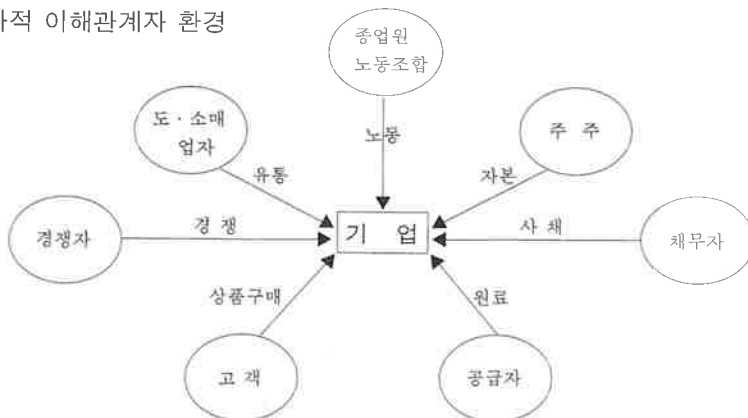 이해관계자 환경
종업원
노동조합
도·소매
업자
주 주
노동
유통
자본
경쟁자
경 쟁
기 업
사 채
채무자
상품구매
원료
고 객
공급자